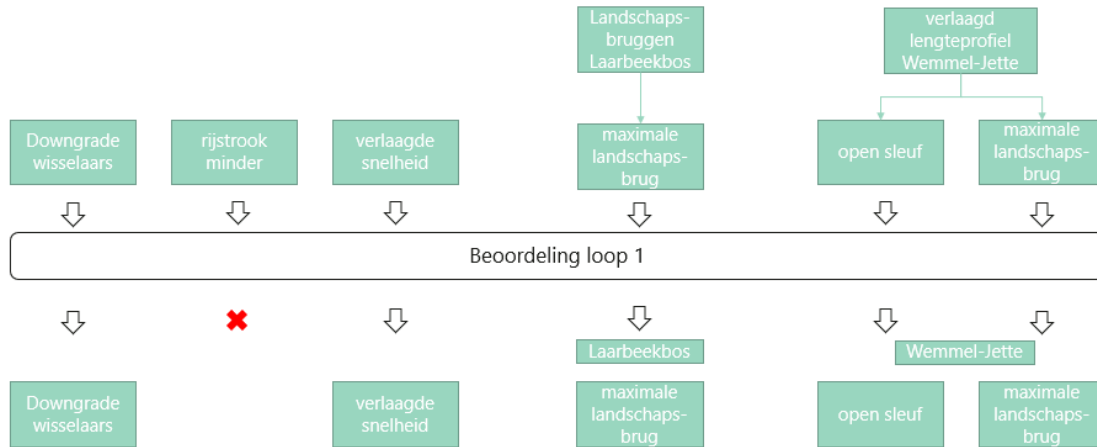 Landschaps-
bruggen
Laarbeekbos
verlaagd
lengteprofiel
Wemmel-Jette
Downgrade
wisselaars
rijstrook
minder
verlaagde
snelheid
maximale
landschaps-
brug
open sleuf
maximale
landschaps-
brug
Beoordeling loop 1
Laarbeekbos
Wemmel-Jette
Downgrade
wisselaars
verlaagde
snelheid
maximale
landschaps-
brug
open sleuf
maximale
landschaps-
brug